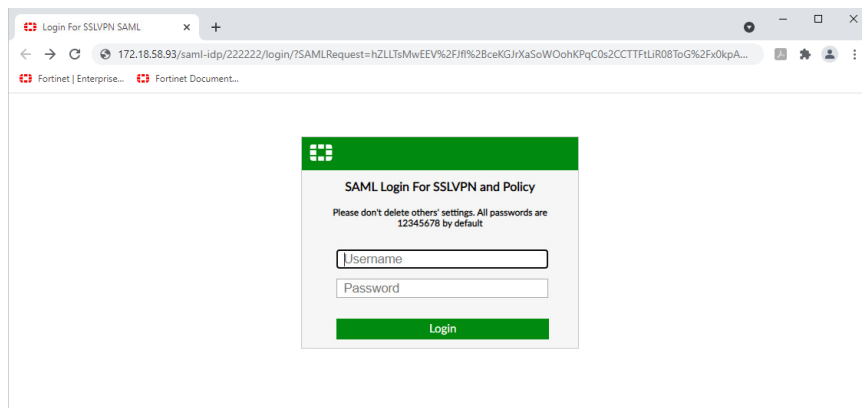 Login For SSLVPN SAML
172.18.58.93/saml-idp/222222/login/?SAMLRequest=hZLLTsMwEEV%2FJfl%2BceKGJrXaSoWOohKPqC0s2CCTTFtLiR08ToG%2Fx0kpA...
Fortinet | Enterprise... Fortinet Document...
SAML Login For SSLVPN and Policy
Please don't delete others' settings. All passwords are
12345678 by default
Username
Password
Login